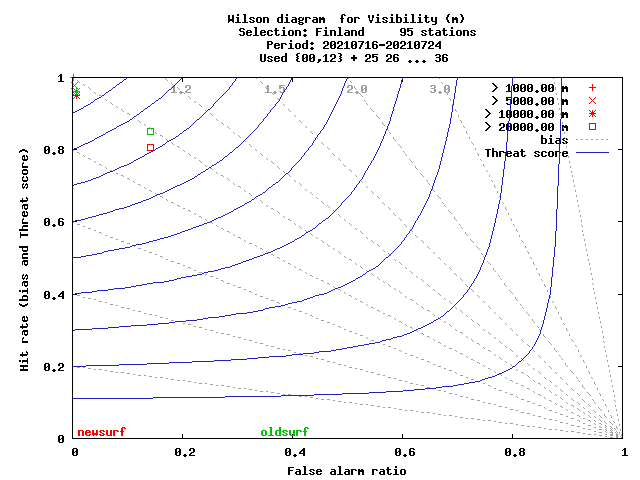 Wilson diagram  for Visibility (m)
Selection: Finland     95 stations
Period: 20210716-20210724
Used {00,12} + 25 26 ... 36
1
0.8
0.6
0.4
0.2
0
Hit rate (bias and Threat score)
1.2
1.5
2.0
3.0
> 1000.00 m
> 5000.00 m
> 10000.00 m
> 20000.00 m
bias
Threat score
newsurf
oldsurf
0
0.2
0.4
0.6
0.8
1
False alarm ratio